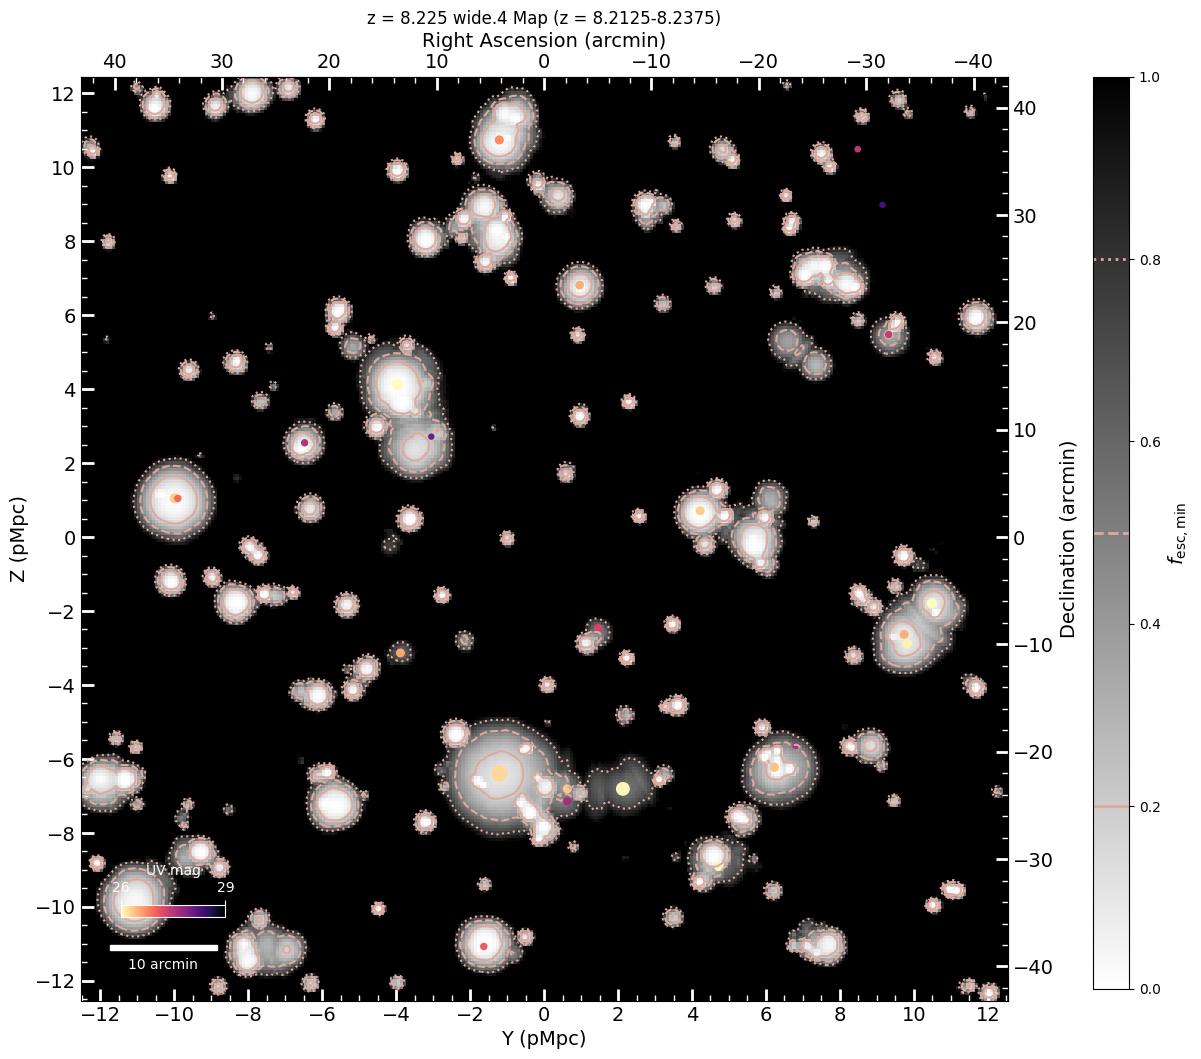 z = 8.225 wide.4 Map (z = 8.2125-8.2375)
Right Ascension (arcmin)
40 30 20 10 0 −10 −20 −30 −40
12 10 8 6 4 2 0 −2 −4 −6 −8 −10 −12
Z (pMpc)
40 30 20 10 0 −10 −20 −30 −40
Declination (arcmin)
1.0 0.8 0.6 0.4 0.2 0.0
fesc,min
UV mag
26 29
10 arcmin
−12 −10 −8 −6 −4 −2 0 2 4 6 8 10 12
Y (pMpc)